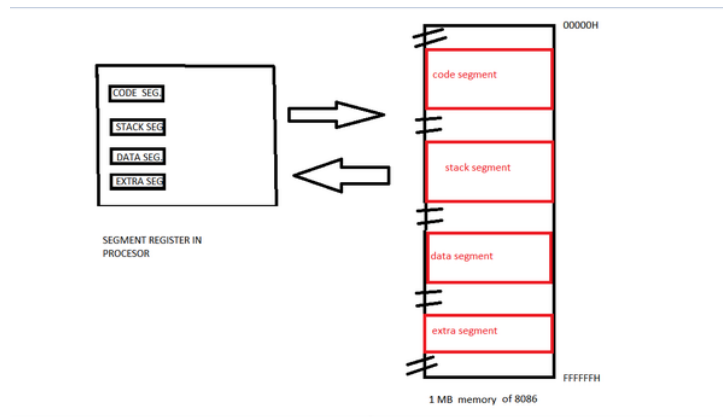 00000H
code segment
CODE SEG.
STACK SEG
DATA SEG.
EXTRA SEG
stack segment
SEGMENT REGISTER IN
PROCESOR
data segment
extra segment
FFFFFFH
1 MB memory of 8086